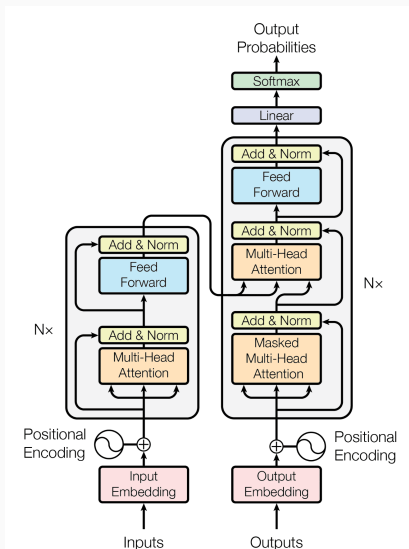 Output
Probabilities
Softmax
Linear
Add & Norm
Feed
Forward
Add & Norm
Multi-Head
Attention
Add & Norm
Masked
Multi-Head
Attention
N×
Positional
Encoding
Output
Embedding
Outputs
Add & Norm
Feed
Forward
Add & Norm
Multi-Head
Attention
N×
Positional
Encoding
Input
Embedding
Inputs